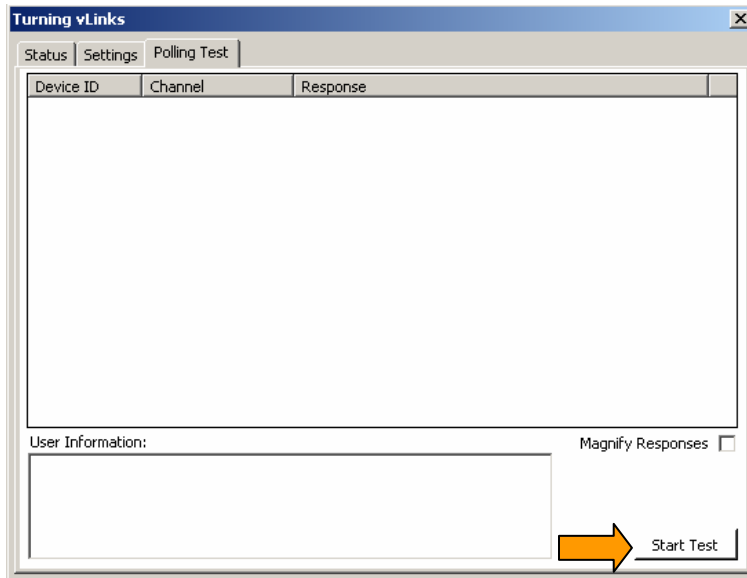 Turning vLinks
Status Settings Polling Test
Device ID Channel Response
User Information:
Magnify Responses
Start Test